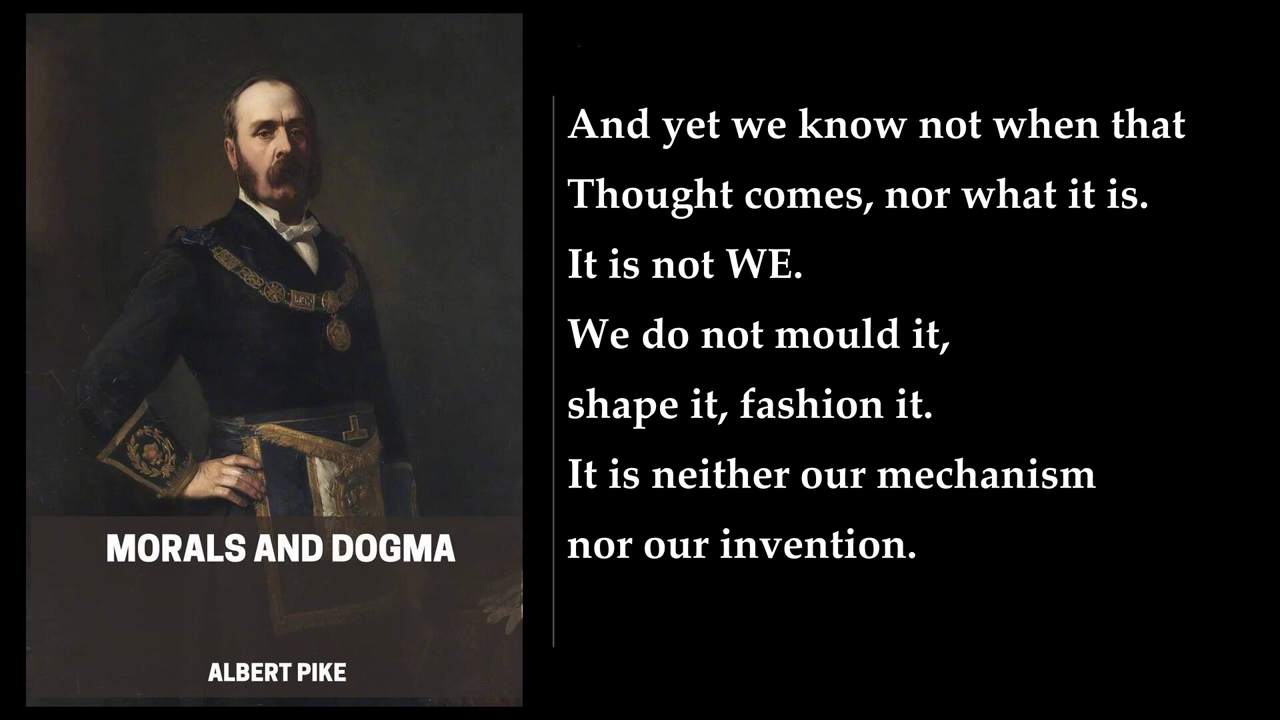 MORALS AND DOGMA
ALBERT PIKE
And yet we know not when that
Thought comes, nor what it is.
It is not WE.
We do not mould it,
shape it, fashion it.
It is neither our mechanism
nor our invention.